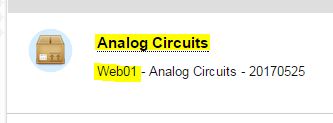 Analog Circuits
Web01 - Analog Circuits - 20170525